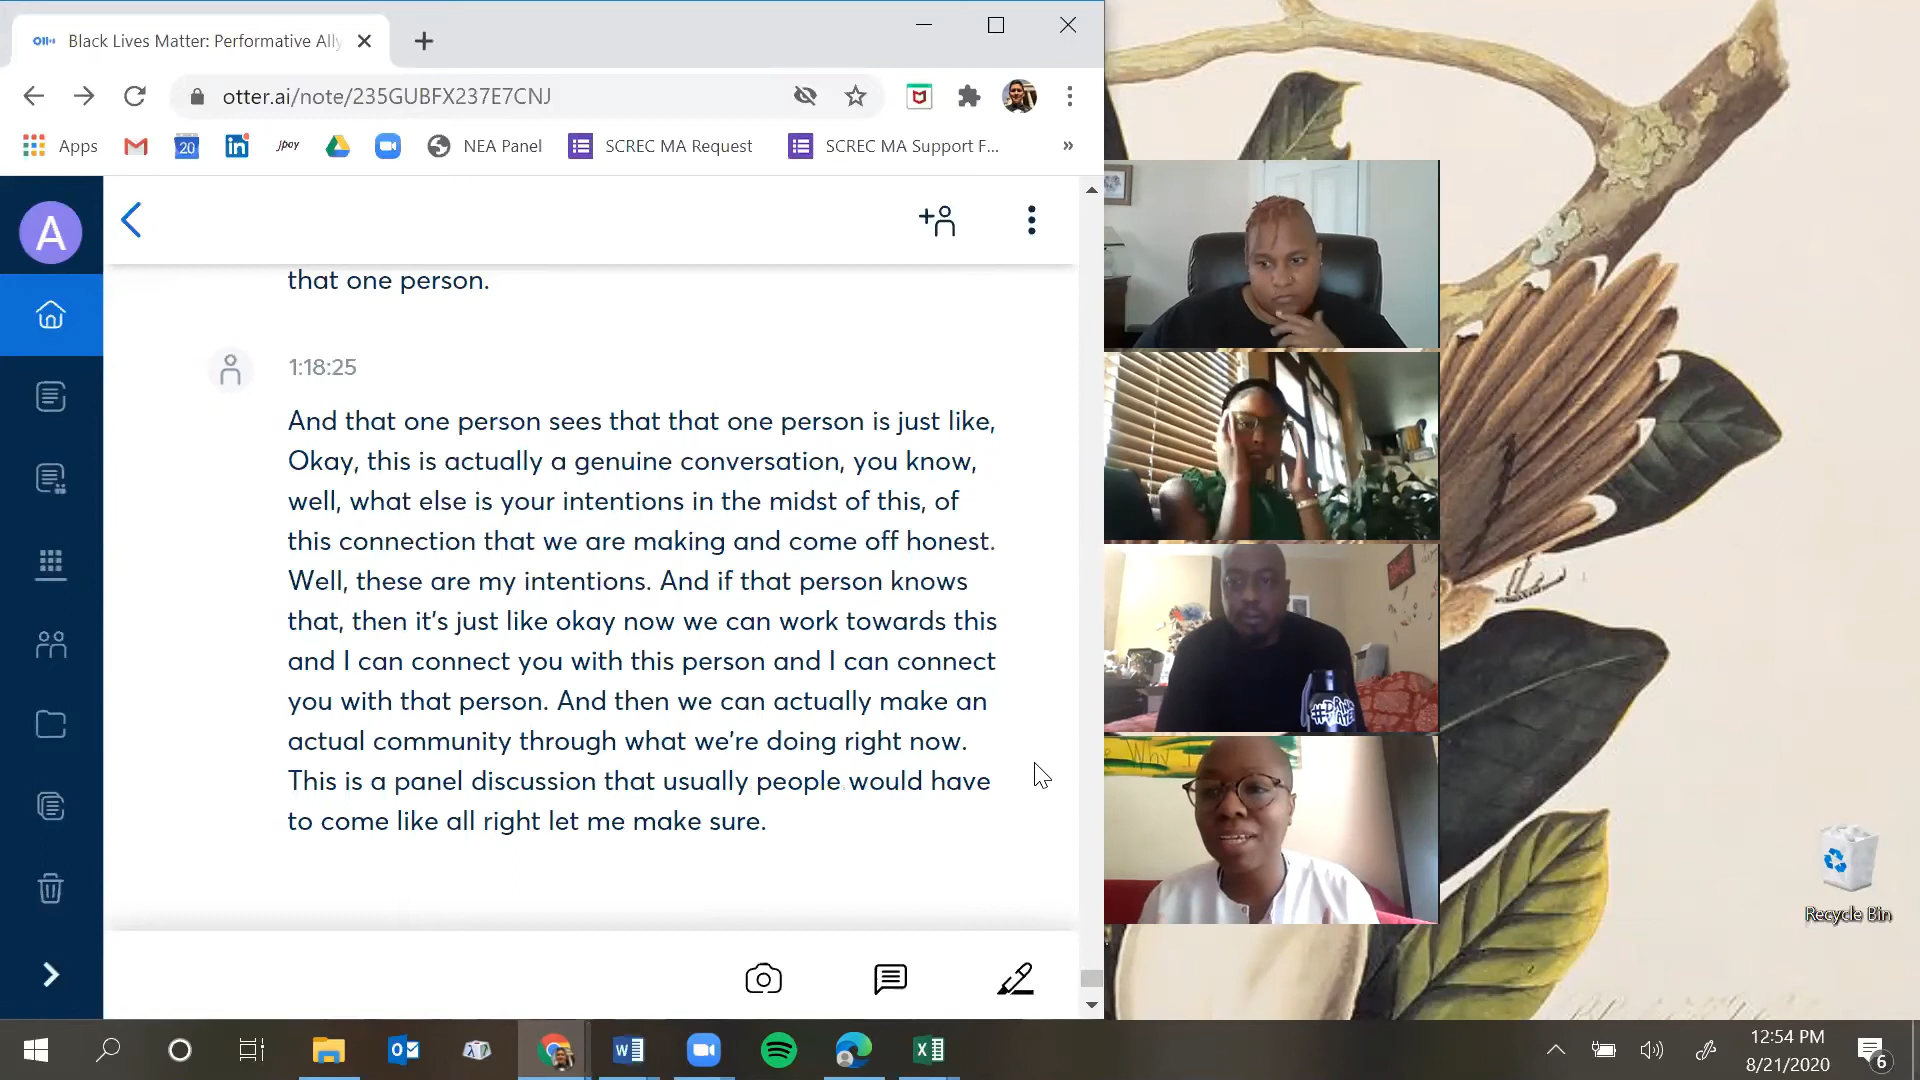 Black Lives Matter: Performative Ally
otter.ai/note/235GUBFX237E7CNJ
Apps
20
in
jpay
NEA Panel
SCREC MA Request
SCREC MA Support F...
»
A
that one person.
1:18:25
And that one person sees that that one person is just like,
Okay, this is actually a genuine conversation, you know,
well, what else is your intentions in the midst of this, of
this connection that we are making and come off honest.
Well, these are my intentions. And if that person knows
that, then it's just like okay now we can work towards this
and I can connect you with this person and I can connect
you with that person. And then we can actually make an
actual community through what we're doing right now.
This is a panel discussion that usually people would have
to come like all right let me make sure.
Why I
Recycle Bin
12:54 PM
8/21/2020
6